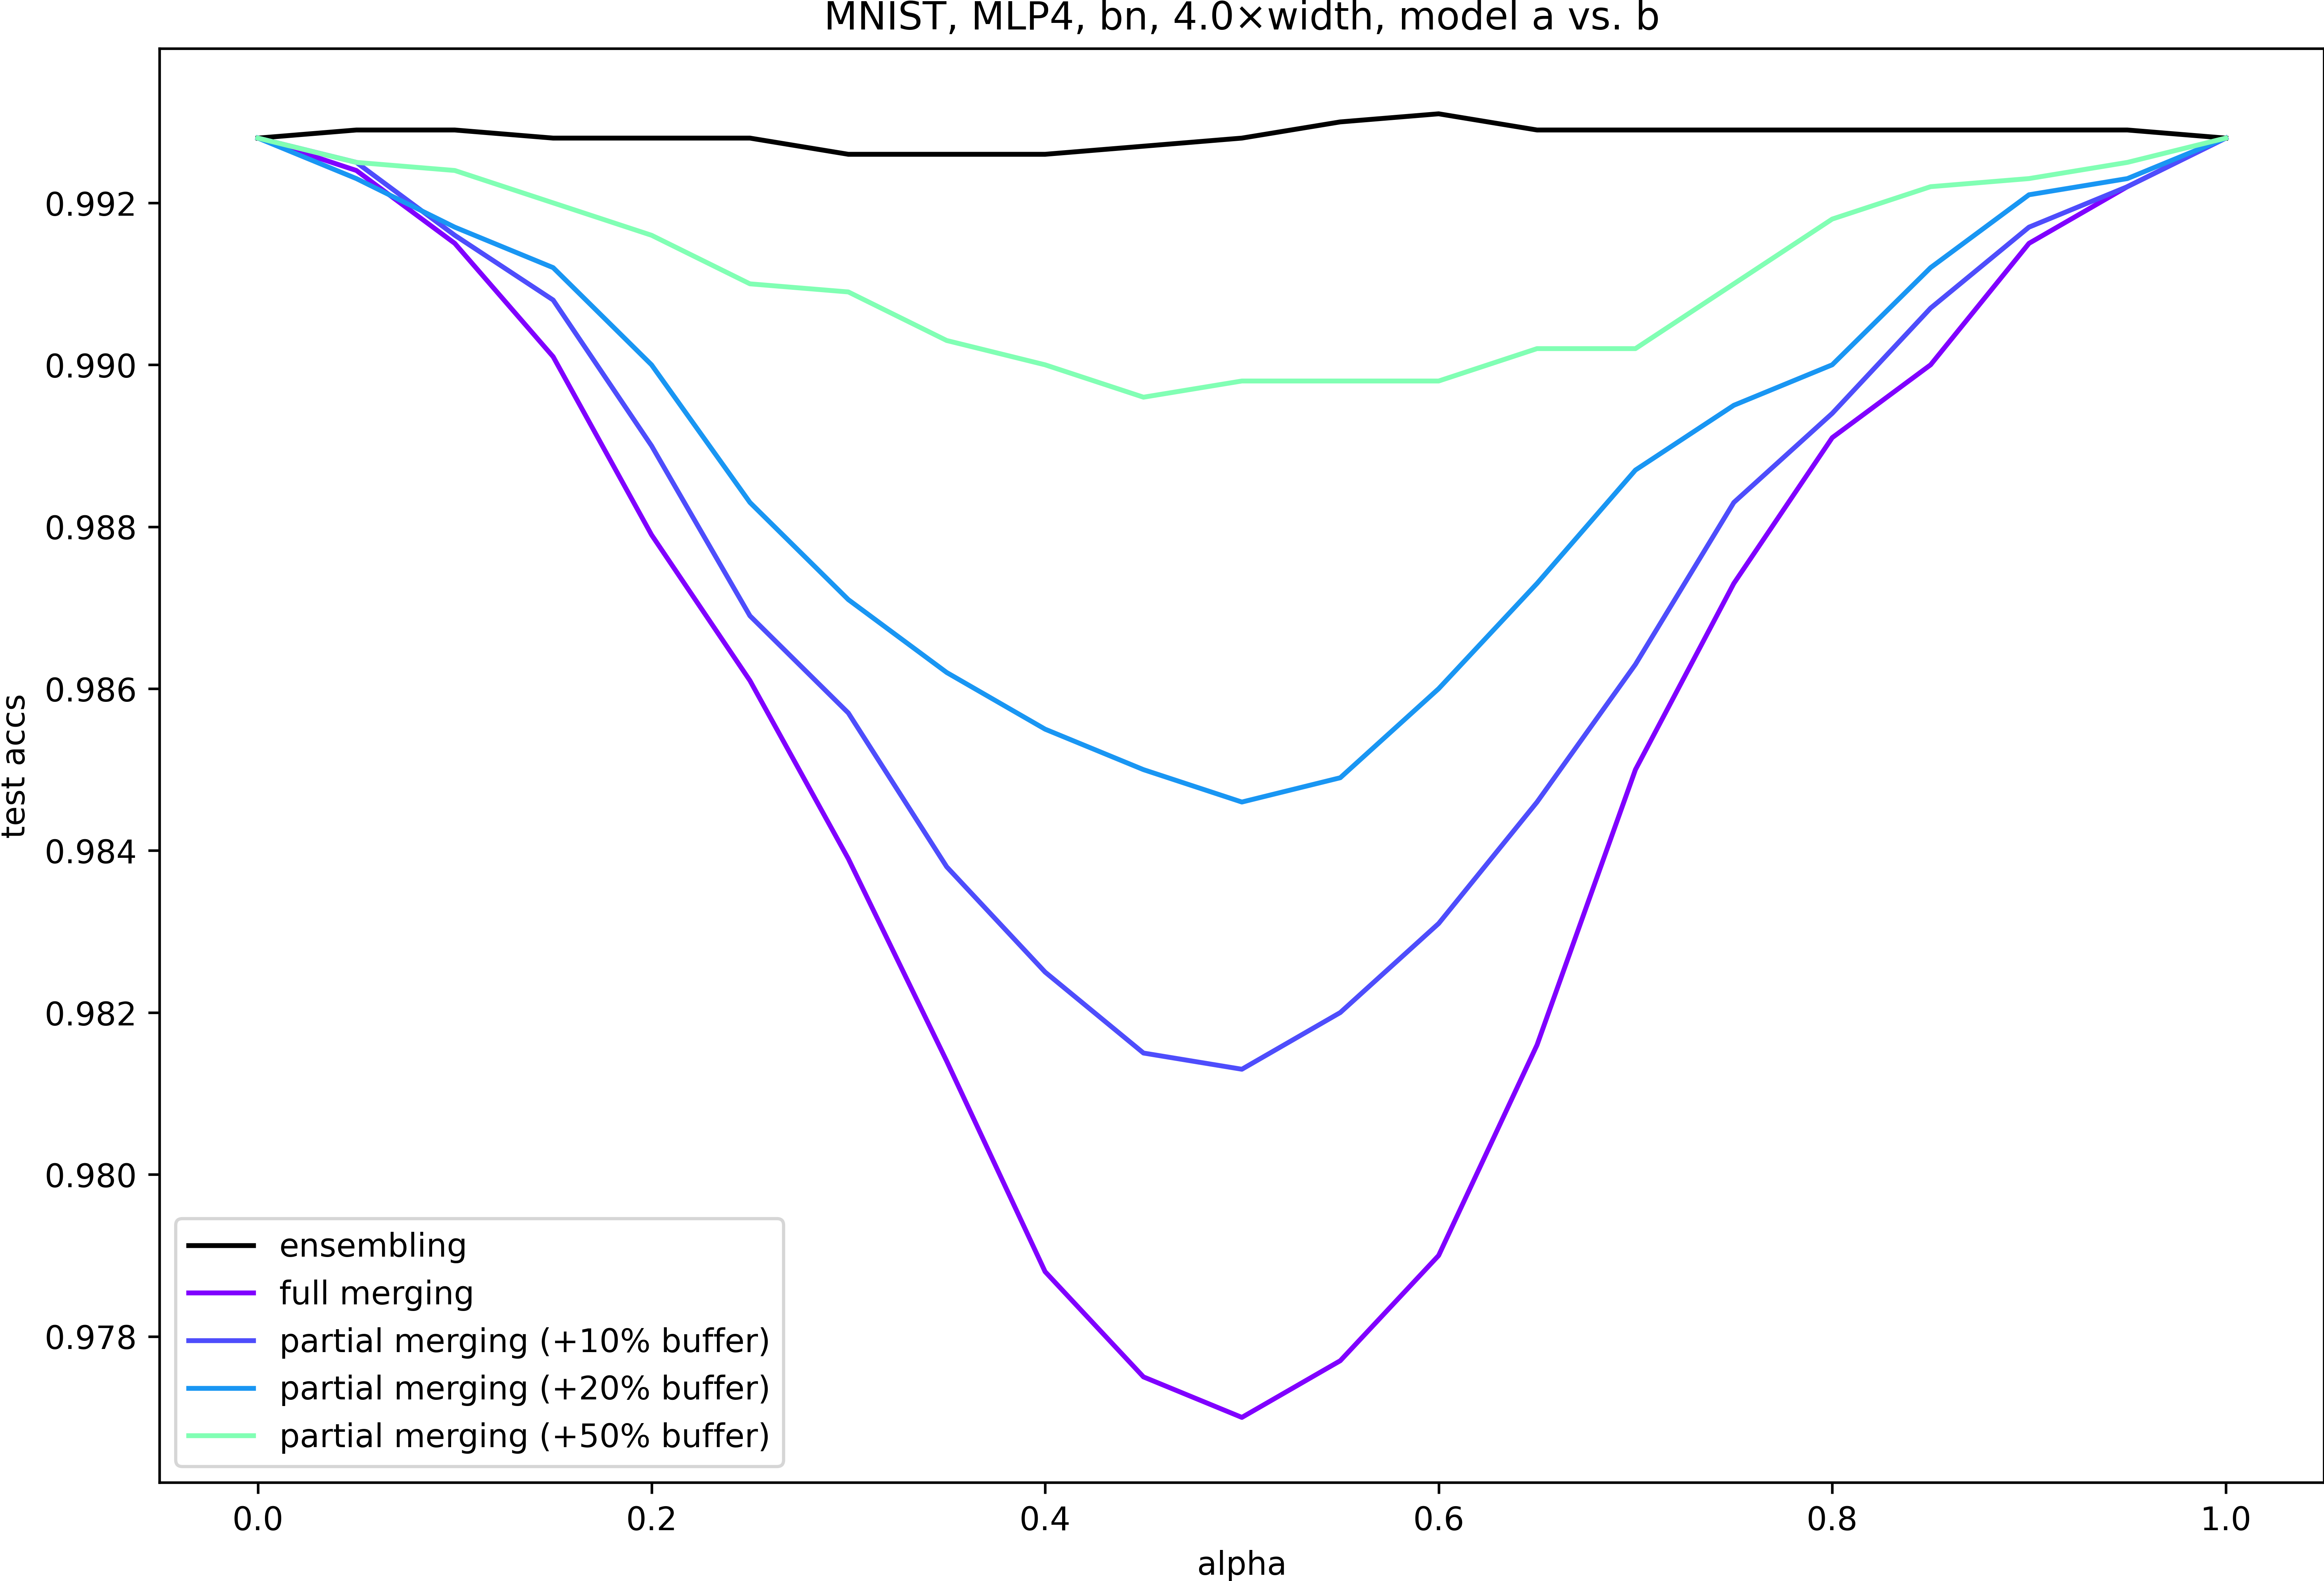 MNIST, MLP4, bn, 4.0×width, model a vs. b
test accs
0.992
0.990
0.988
0.986
0.984
0.982
0.980
0.978
ensembling
full merging
partial merging (+10% buffer)
partial merging (+20% buffer)
partial merging (+50% buffer)
0.0 0.2 0.4 0.6 0.8 1.0
alpha